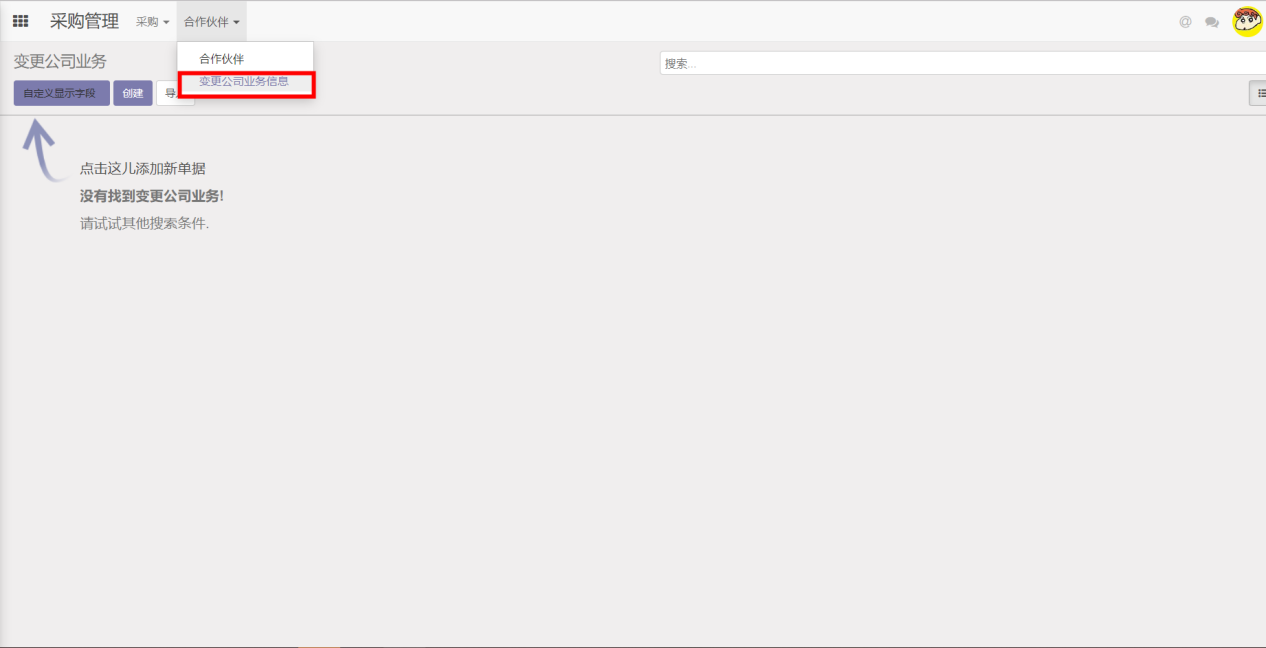 采购管理 采购 合作伙伴
合作伙伴
变更公司业务信息
变更公司业务
搜索...
自定义显示字段 创建 导
点击这儿添加新单据
没有找到变更公司业务!
请试试其他搜索条件.